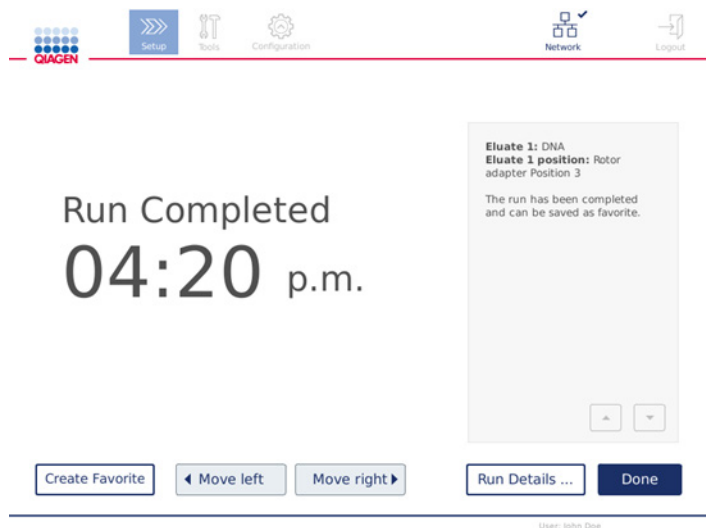 QIAGEN
Setup
Tools
Configuration
Network
Logout
Run Completed
04:20 p.m.
Eluate 1: DNA
Eluate 1 position: Rotor
adapter Position 3
The run has been completed
and can be saved as favorite.
Create Favorite
Move left
Move right
Run Details ...
Done
User: John Doe